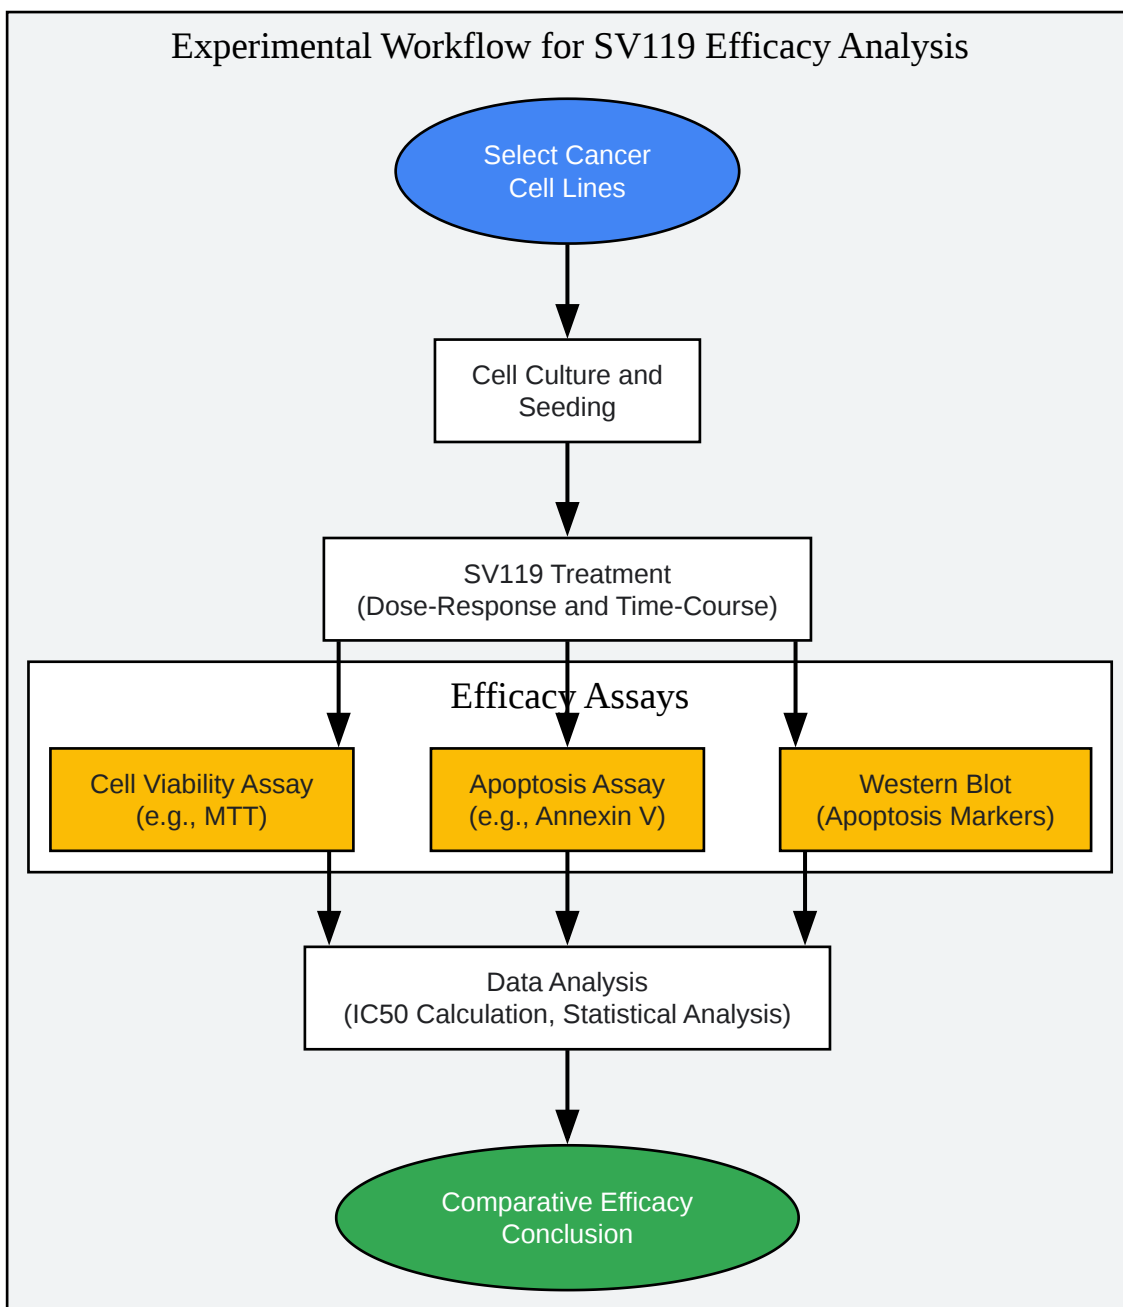 Experimental Workflow for SV119 Efficacy Analysis
Select Cancer
Cell Lines
Cell Culture and
Seeding
SV119 Treatment
(Dose-Response and Time-Course)
Efficacy Assays
Cell Viability Assay
(e.g., MTT)
Apoptosis Assay
(e.g., Annexin V)
Western Blot
(Apoptosis Markers)
Data Analysis
(IC50 Calculation, Statistical Analysis)
Comparative Efficacy
Conclusion